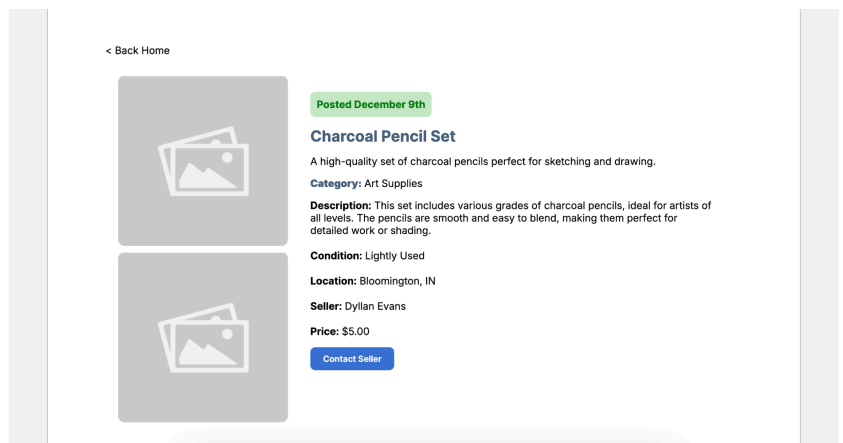 < Back Home
Posted December 9th
Charcoal Pencil Set
A high-quality set of charcoal pencils perfect for sketching and drawing.
Category: Art Supplies
Description: This set includes various grades of charcoal pencils, ideal for artists of
all levels. The pencils are smooth and easy to blend, making them perfect for
detailed work or shading.
Condition: Lightly Used
Location: Bloomington, IN
Seller: Dyllan Evans
Price: $5.00
Contact Seller